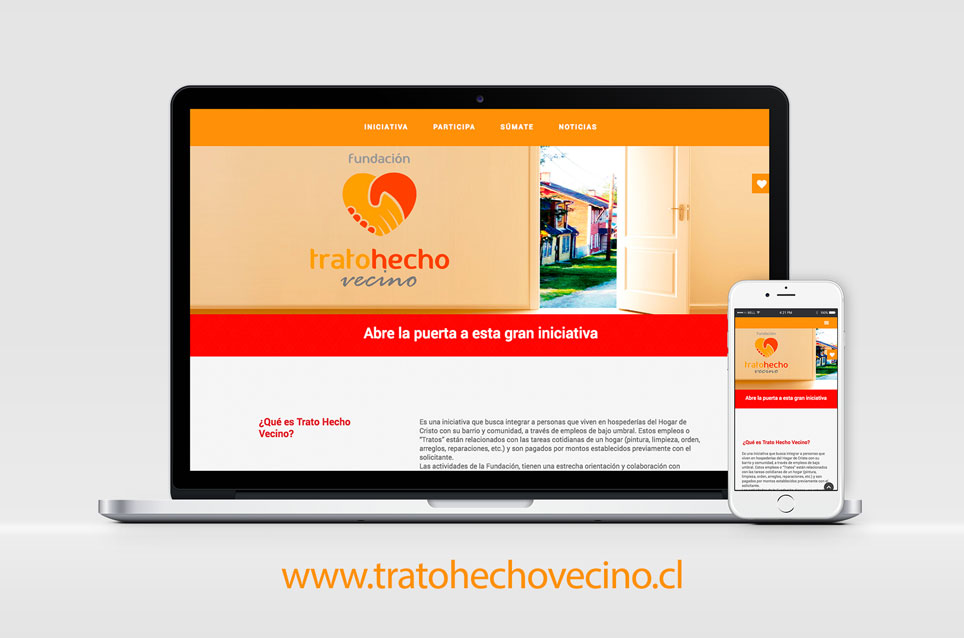 INICIATIVA PARTICIPA SÚMATE NOTICIAS
Fundación
tratohecho
vecino
Abre la puerta a esta gran iniciativa
¿Qué es Trato Hecho
Vecino?
Es una iniciativa que busca integrar a personas que viven en hospederías del Hogar de
Cristo con su barrio y comunidad, a través de empleos de bajo umbral. Estos empleos o
"Tratos" están relacionados con las tareas cotidianas de un hogar (pintura, limpieza, orden,
arreglos, reparaciones, etc.) y son pagados por montos establecidos previamente con el
solicitante.
Las actividades de la Fundación, tienen una estrecha orientación y colaboración con
BELL 4:21 PM 100%
Fundación
tratohecho
vecino
Abre la puerta a esta gran iniciativa
¿Qué es Trato Hecho Vecino?
Es una iniciativa que busca integrar a personas que
viven en hospederías del Hogar de Cristo con su
barrio y comunidad, a través de empleos de bajo
umbral. Estos empleos o "Tratos" están relacionados
con las tareas cotidianas de un hogar (pintura,
limpieza, orden, arreglos, reparaciones, etc.) y son
pagados por montos establecidos previamente con el
solicitante.
www.tratohechovecino.cl